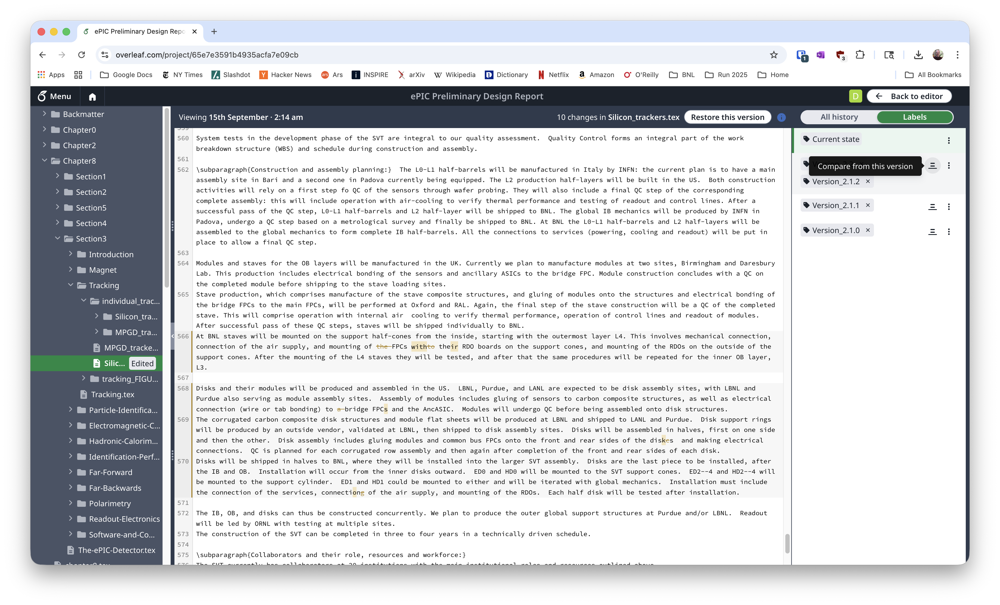 ePIC Preliminary Design Repo
overleaf.com/project/65e7e3591b4935acfa7e09cb
1
N
3
Apps
Google Docs
NY Times
Slashdot
Hacker News
Ars
INSPIRE
arXiv
Wikipedia
Dictionary
Netflix
Amazon
O'Reilly
BNL
Run 2025
Home
All Bookmarks
Menu
ePIC Preliminary Design Report
D
Back to editor
Backmatter
Chapter0
Chapter2
Chapter8
Section1
Section2
Section5
Section4
Section3
Introduction
Magnet
Tracking
individual_trac...
Silicon_tra...
MPGD_tra...
MPGD_tracke...
Silic... Edited
tracking_FIGU...
Tracking.tex
Particle-Identifica...
Electromagnetic-C...
Hadronic-Calorim...
Identification-Perf...
Far-Forward
Far-Backwards
Polarimetry
Readout-Electronics
Software-and-Co...
The-ePIC-Detector.tex
chapter8.tex
Viewing 15th September · 2:14 am
10 changes in Silicon_trackers.tex
Restore this version
559
560 System tests in the development phase of the SVT are integral to our quality assessment.  Quality Control forms an integral part of the work
breakdown structure (WBS) and schedule during construction and assembly.
561
562 \subparagraph{Construction and assembly planning:}  The L0-L1 half-barrels will be manufactured in Italy by INFN: the current plan is to have a main
assembly site in Bari and a second one in Padova currently being equipped. The L2 production half-layers will be built in the US.  Both construction
activities will rely on a first step fo QC of the sensors through wafer probing. They will also include a final QC step of the corresponding
complete assembly: this will include operation with air-cooling to verify thermal performance and testing of readout and control lines. After a
successful pass of the QC step, L0-L1 half-barrels and L2 half-layer will be shipped to BNL. The global IB mechanics will be produced by INFN in
Padova, undergo a QC step based on a metrological survey and finally be shipped to BNL. At BNL the L0-L1 half-barrels and L2 half-layers will be
assembled to the global mechanics to form complete IB half-barrels. All the connections to services (powering, cooling and readout) will be put in
place to allow a final QC step.
563
564 Modules and staves for the OB layers will be manufactured in the UK. Currently we plan to manufacture modules at two sites, Birmingham and Daresbury
Lab. This production includes electrical bonding of the sensors and ancillary ASICs to the bridge FPC. Module construction concludes with a QC on
the completed module before shipping to the stave loading sites.
565 Stave production, which comprises manufacture of the stave composite structures, and gluing of modules onto the structures and electrical bonding of
the bridge FPCs to the main FPCs, will be performed at Oxford and RAL. Again, the final step of the stave construction will be a QC of the completed
stave. This will comprise operation with internal air  cooling to verify thermal performance, operation of control lines and readout of modules.
After successful pass of these QC steps, staves will be shipped individually to BNL.
566 At BNL staves will be mounted on the support half-cones from the inside, starting with the outermost layer L4. This involves mechanical connection,
connection of the air supply, and mounting of the FPCs withto their RDO boards on the support cones, and mounting of the RDOs on the outside of the
support cones. After the mounting of the L4 staves they will be tested, and after that the same procedures will be repeated for the inner OB layer,
L3.
567
568 Disks and their modules will be produced and assembled in the US.  LBNL, Purdue, and LANL are expected to be disk assembly sites, with LBNL and
Purdue also serving as module assembly sites.  Assembly of modules includes gluing of sensors to carbon composite structures, as well as electrical
connection (wire or tab bonding) to a bridge FPCs and the AncASIC.  Modules will undergo QC before being assembled onto disk structures.
569 The corrugated carbon composite disk structures and module flat sheets will be produced at LBNL and shipped to LANL and Purdue.  Disk support rings
will be produced by an outside vendor, validated at LBNL, then shipped to disk assembly sites.  Disks will be assembled in halves, first on one side
and then the other.  Disk assembly includes gluing modules and common bus FPCs onto the front and rear sides of the diskcs  and making electrical
connections.  QC is planned for each corrugated row assembly and then again after completion of the front and rear sides of each disk.
570 Disks will be shipped in halves to BNL, where they will be installed into the larger SVT assembly.  Disks are the last piece to be installed, after
the IB and OB.  Installation will occur from the inner disks outward.  ED0 and HD0 will be mounted to the SVT support cones.  ED2--4 and HD2--4 will
be mounted to the support cylinder.  ED1 and HD1 could be mounted to either and will be iterated with global mechanics.  Installation must include
the connection of the services, connectiong of the air supply, and mounting of the RDOs.  Each half disk will be tested after installation.
571
572 The IB, OB, and disks can thus be constructed concurrently. We plan to produce the outer global support structures at Purdue and/or LBNL.  Readout
will be led by ORNL with testing at multiple sites.
573 The construction of the SVT can be completed in three to four years in a technically driven schedule.
574
575 \subparagraph{Collaborators and their role, resources and workforce:}
576 The SVT currently has collaborators at 20 institutions with the main institutional roles and resources outlined above.
All history
Labels
Current state
Compare from this version
Version_2.1.2
Version_2.1.1
Version_2.1.0